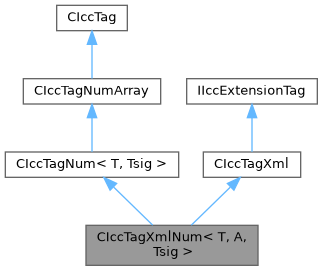 CIccTag
CIccTagNumArray
IIccExtensionTag
CIccTagNum< T, Tsig >
CIccTagXml
CIccTagXmlNum< T, A,
Tsig >